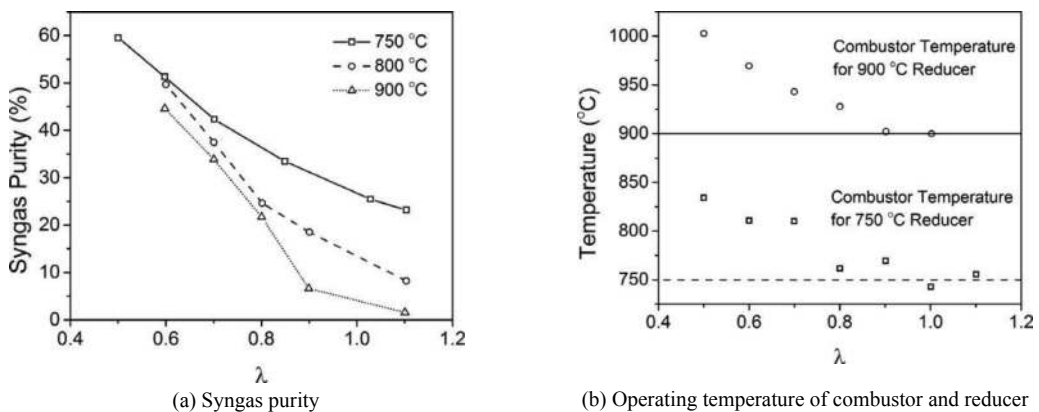 60
50
40
30
20
10
0
Syngas Purity (%)
750 °C
800 °C
900 °C
0.4 0.6 0.8 1.0 1.2
λ
(a) Syngas purity
1000
950
900
850
800
750
Temperature (°C)
Combustor Temperature
for 900 °C Reducer
Combustor Temperature
for 750 °C Reducer
0.4 0.6 0.8 1.0 1.2
λ
(b) Operating temperature of combustor and reducer